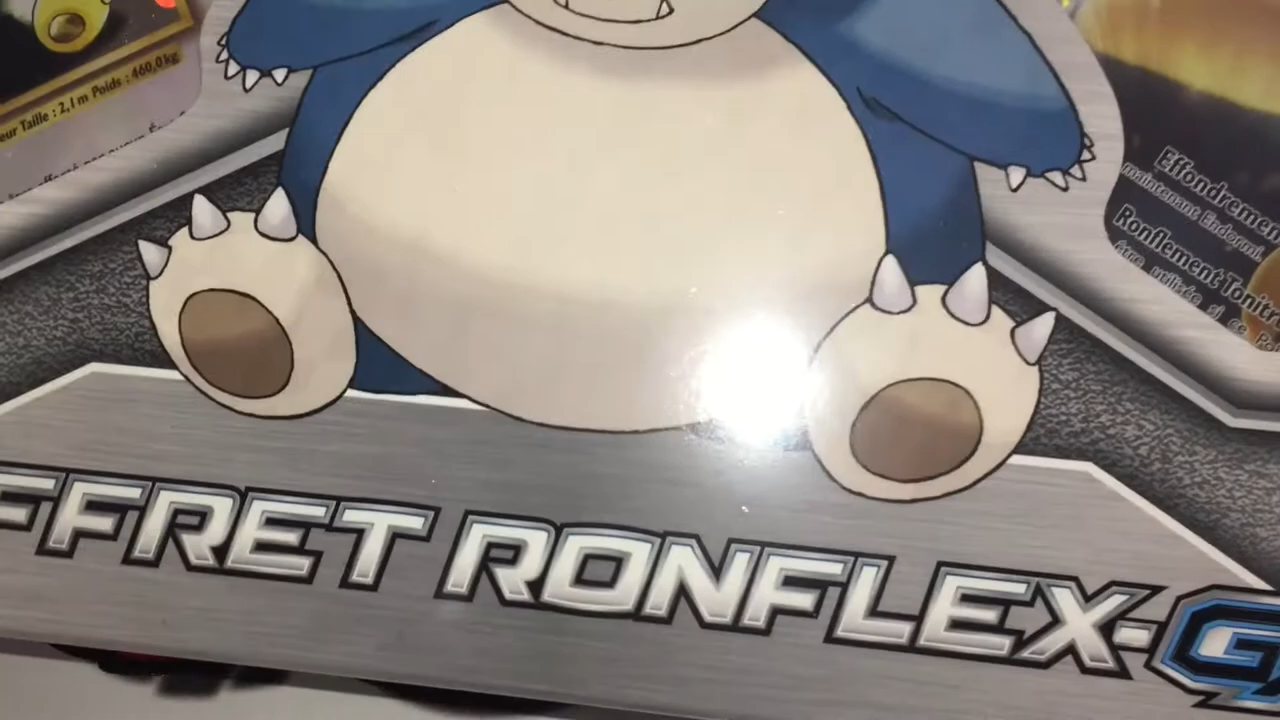 eur Taille : 2,1 m Poids : 460,0 kg
Effondremen
maintenant Endormi.
Ronflement Tonitr
être utilisée si ce Po
FFRET RONFLEX-G